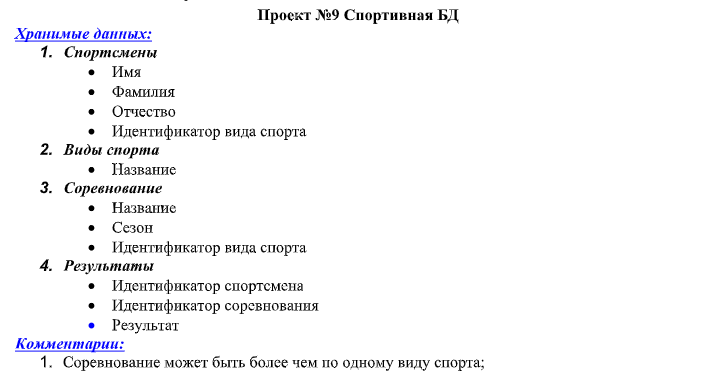 Проект №9 Спортивная БД
Хранимые данных:
1. Спортсмены
• Имя
• Фамилия
• Отчество
• Идентификатор вида спорта
2. Виды спорта
• Название
3. Соревнование
• Название
• Сезон
• Идентификатор вида спорта
4. Результаты
• Идентификатор спортсмена
• Идентификатор соревнования
• Результат
Комментарии:
1. Соревнование может быть более чем по одному виду спорта;